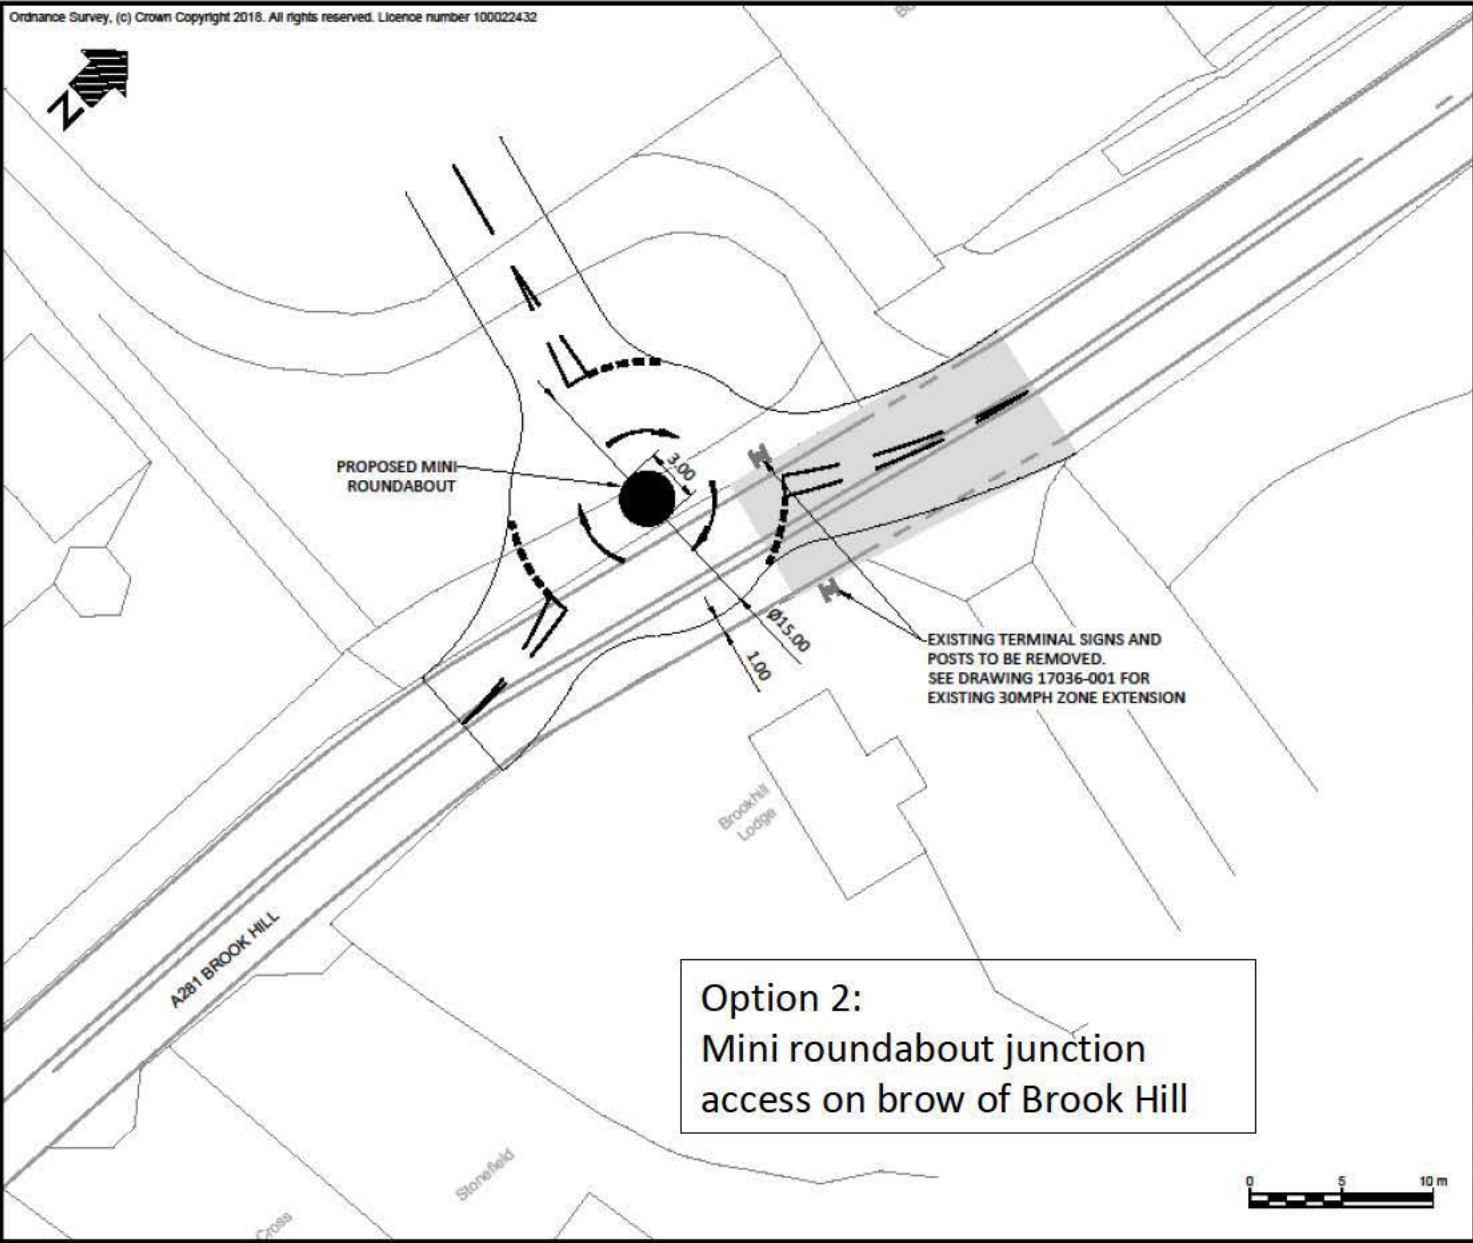 Ordnance Survey, (c) Crown Copyright 2018. All rights reserved. Licence number 100022432
N
PROPOSED MINI
ROUNDABOUT
3.00
Ø15.00
1.00
EXISTING TERMINAL SIGNS AND
POSTS TO BE REMOVED.
SEE DRAWING 17036-001 FOR
EXISTING 30MPH ZONE EXTENSION
Brookhill
Lodge
A281 BROOK HILL
Option 2:
Mini roundabout junction
access on brow of Brook Hill
Stonefield
Cross
0 5 10 m